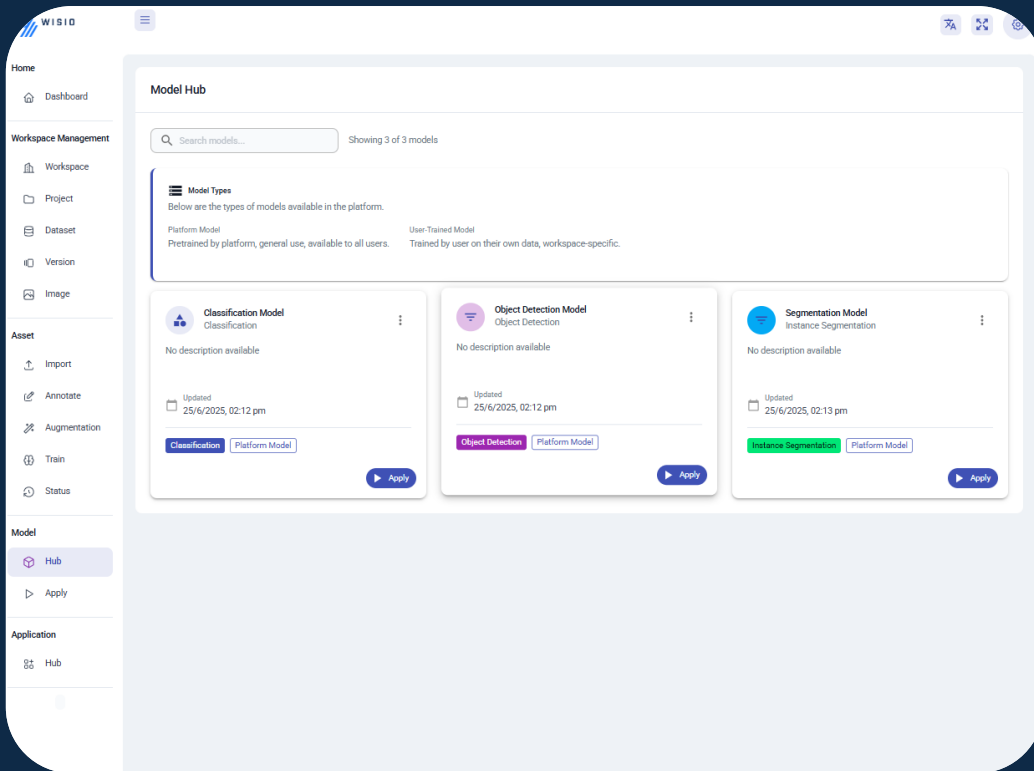 WISIO
Home
Dashboard
Workspace Management
Workspace
Project
Dataset
Version
Image
Asset
Import
Annotate
Augmentation
Train
Status
Model
Hub
Apply
Application
Hub
Model Hub
Search models...
Showing 3 of 3 models
Model Types
Below are the types of models available in the platform.
Platform Model
Pretrained by platform, general use, available to all users.
User-Trained Model
Trained by user on their own data, workspace-specific.
Classification Model
Classification
No description available
Updated
25/6/2025, 02:12 pm
Classification
Platform Model
Apply
Object Detection Model
Object Detection
No description available
Updated
25/6/2025, 02:12 pm
Object Detection
Platform Model
Apply
Segmentation Model
Instance Segmentation
No description available
Updated
25/6/2025, 02:13 pm
Instance Segmentation
Platform Model
Apply